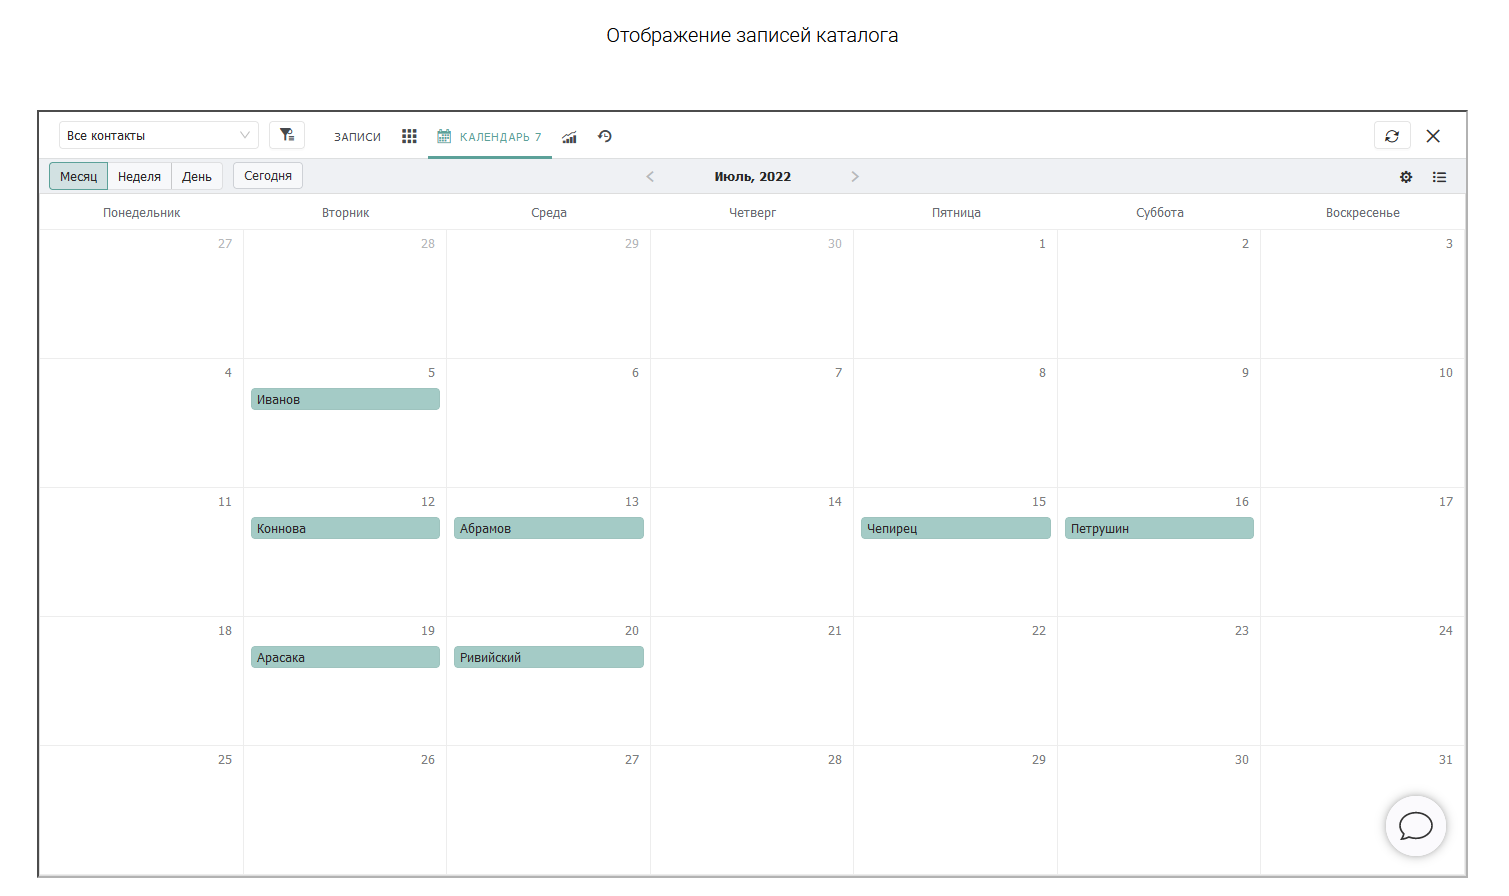 Отображение записей каталога
Все контакты ЗАПИСИ КАЛЕНДАРЬ 7
Месяц Неделя День Сегодня Июль, 2022
Понедельник Вторник Среда Четверг Пятница Суббота Воскресенье
27 28 29 30 1 2 3
4 5 6 7 8 9 10
Иванов
11 12 13 14 15 16 17
Коннова Абрамов Чепирец Петрушин
18 19 20 21 22 23 24
Арасака Ривийский
25 26 27 28 29 30 31